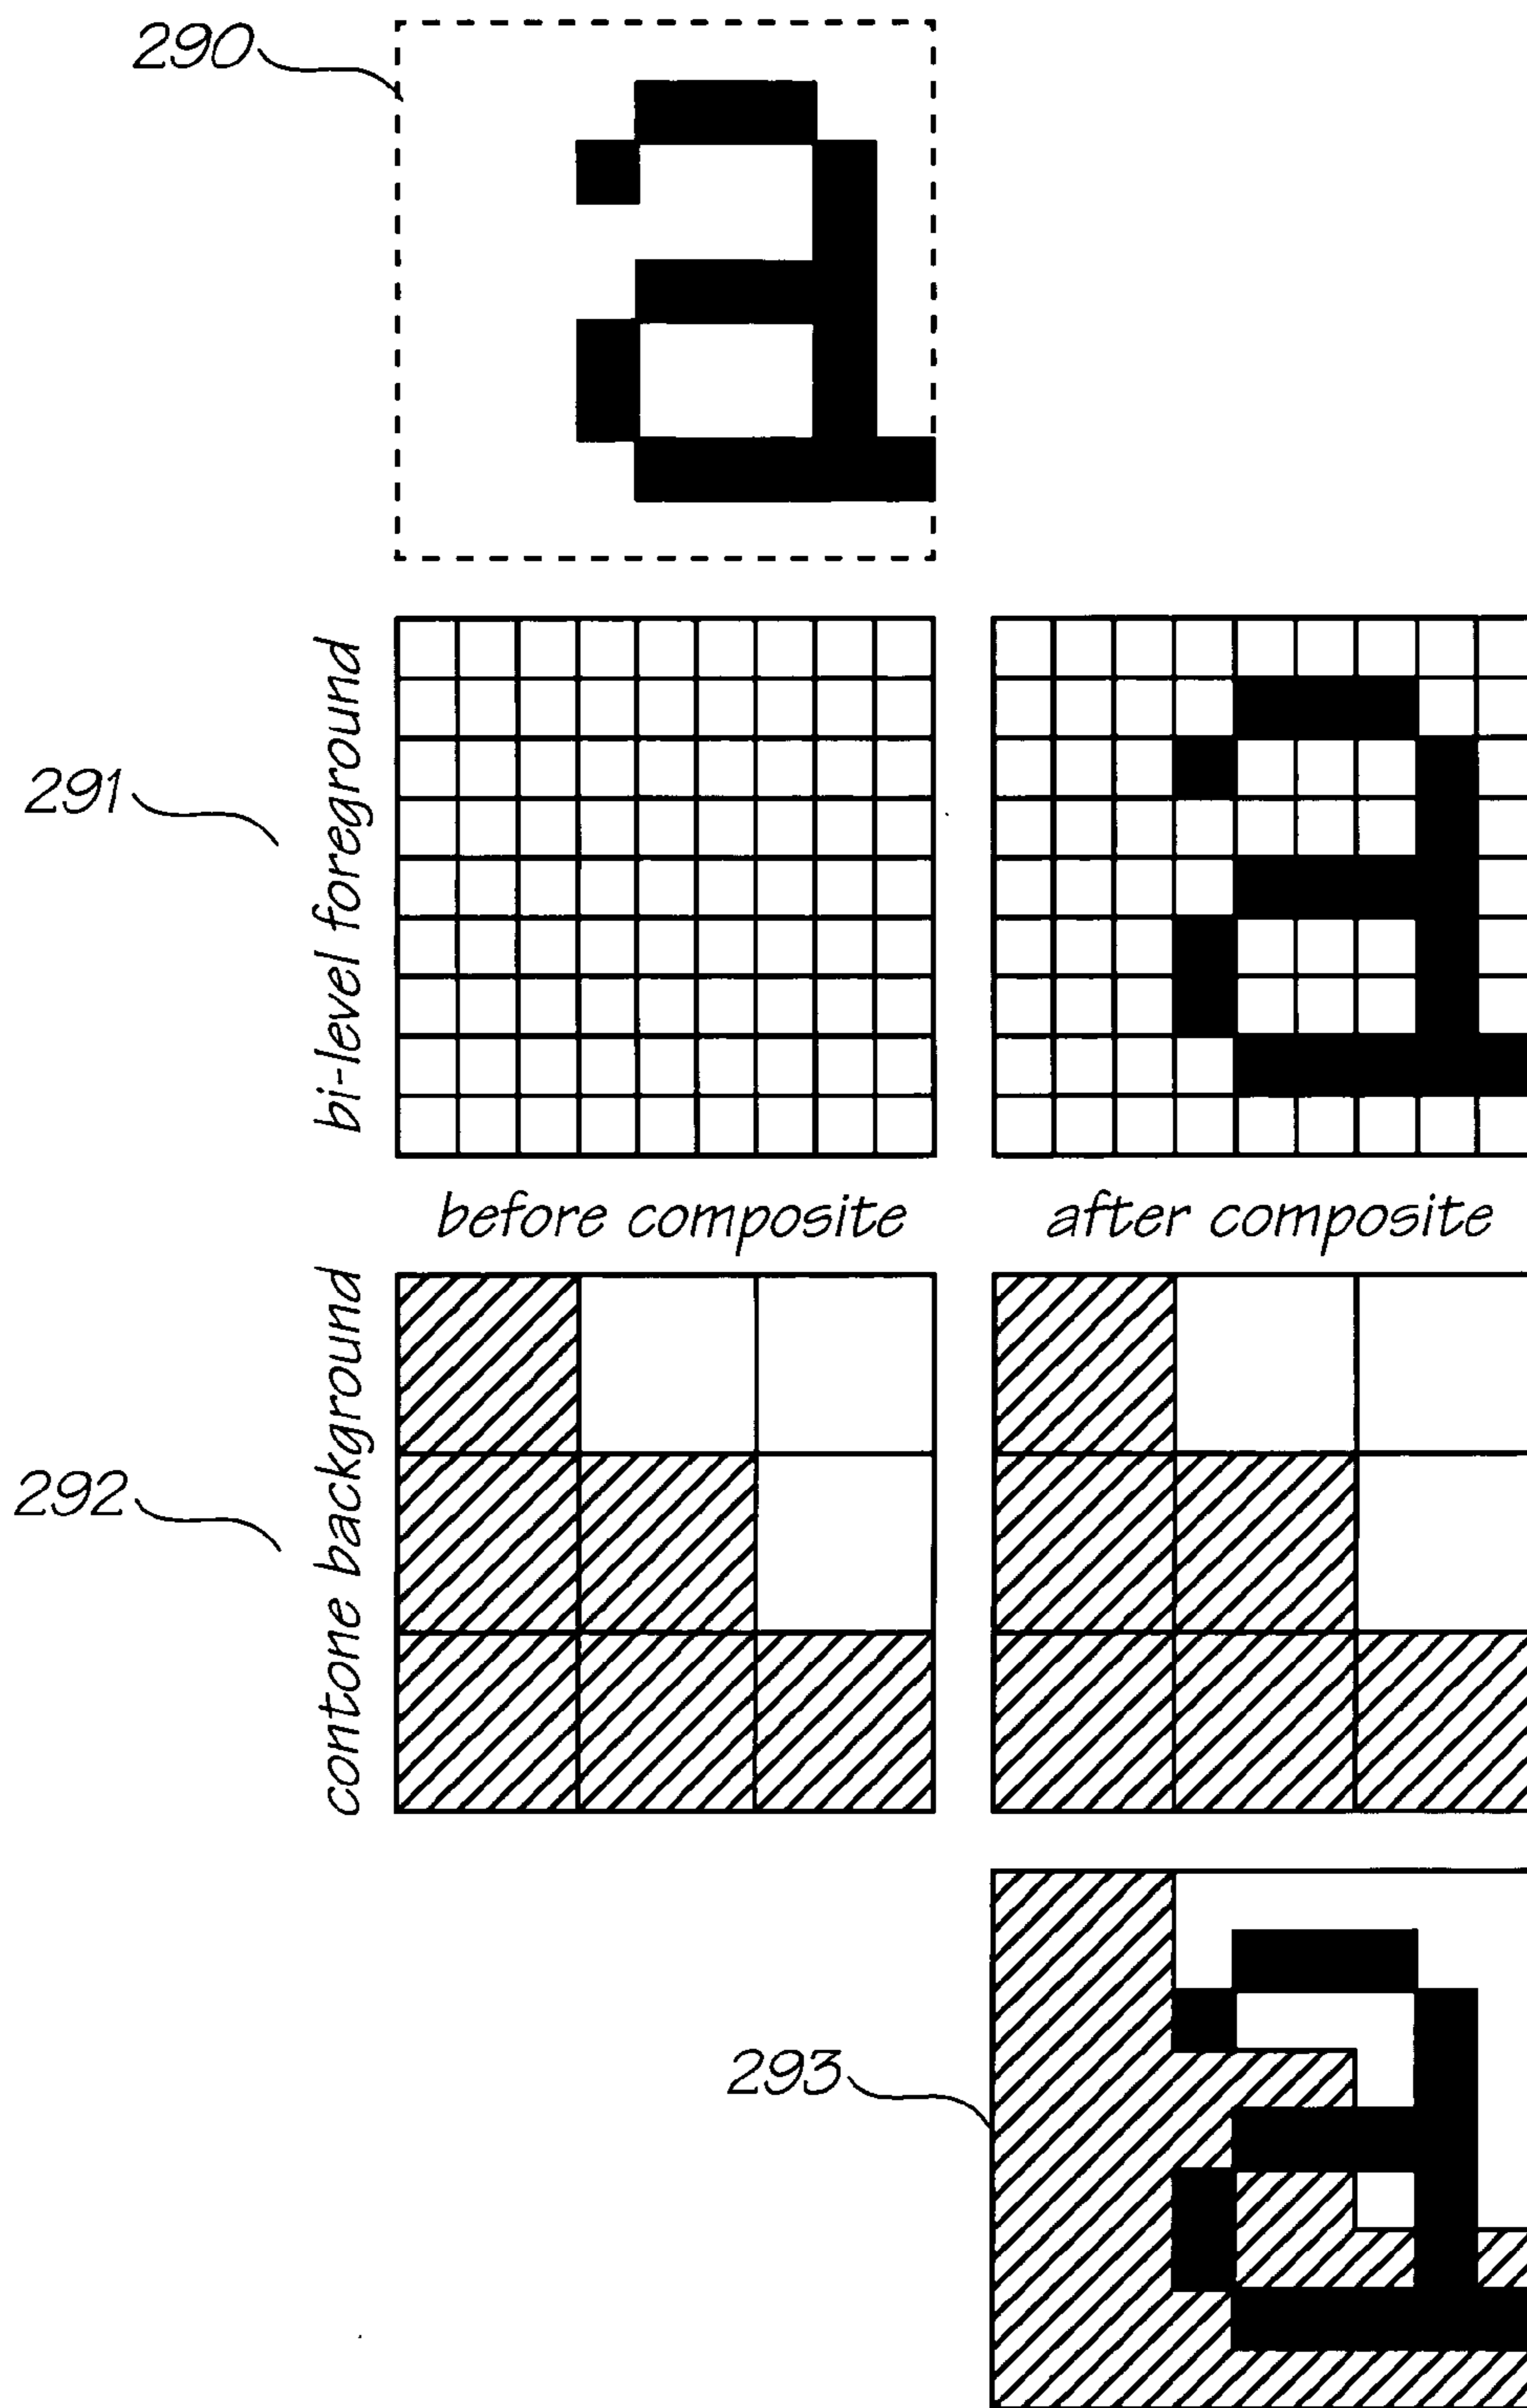 290
a
291
bi-level foreground
a
before composite
after composite
292
contone background
293
a